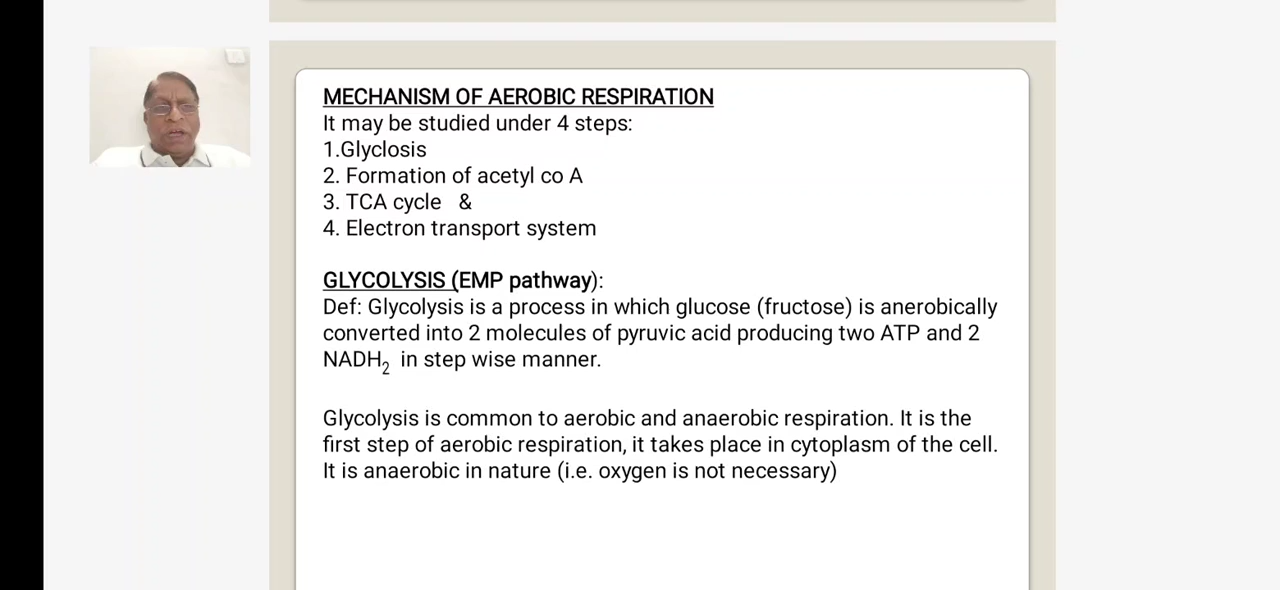 MECHANISM OF AEROBIC RESPIRATION
It may be studied under 4 steps:
1.Glyclosis
2. Formation of acetyl co A
3. TCA cycle &
4. Electron transport system
GLYCOLYSIS (EMP pathway):
Def: Glycolysis is a process in which glucose (fructose) is anerobically
converted into 2 molecules of pyruvic acid producing two ATP and 2
NADH₂ in step wise manner.
Glycolysis is common to aerobic and anaerobic respiration. It is the
first step of aerobic respiration, it takes place in cytoplasm of the cell.
It is anaerobic in nature (i.e. oxygen is not necessary)